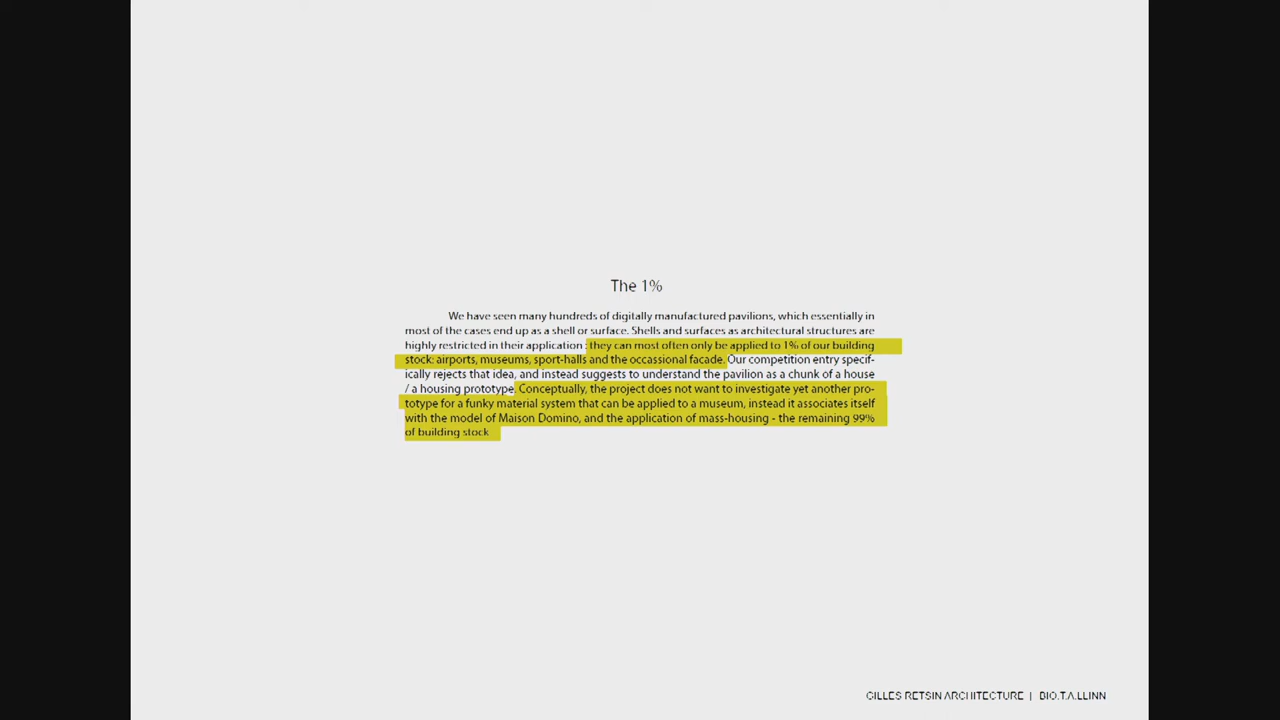 The 1%
We have seen many hundreds of digitally manufactured pavilions, which essentially in
most of the cases end up as a shell or surface. Shells and surfaces as architectural structures are
highly restricted in their application : they can most often only be applied to 1% of our building
stock: airports, museums, sport-halls and the occassional facade. Our competition entry specif-
ically rejects that idea, and instead suggests to understand the pavilion as a chunk of a house
/ a housing prototype. Conceptually, the project does not want to investigate yet another pro-
totype for a funky material system that can be applied to a museum, instead it associates itself
with the model of Maison Domino, and the application of mass-housing - the remaining 99%
of building stock.
GILLES RETSIN ARCHITECTURE | BIO.T.A.LLINN